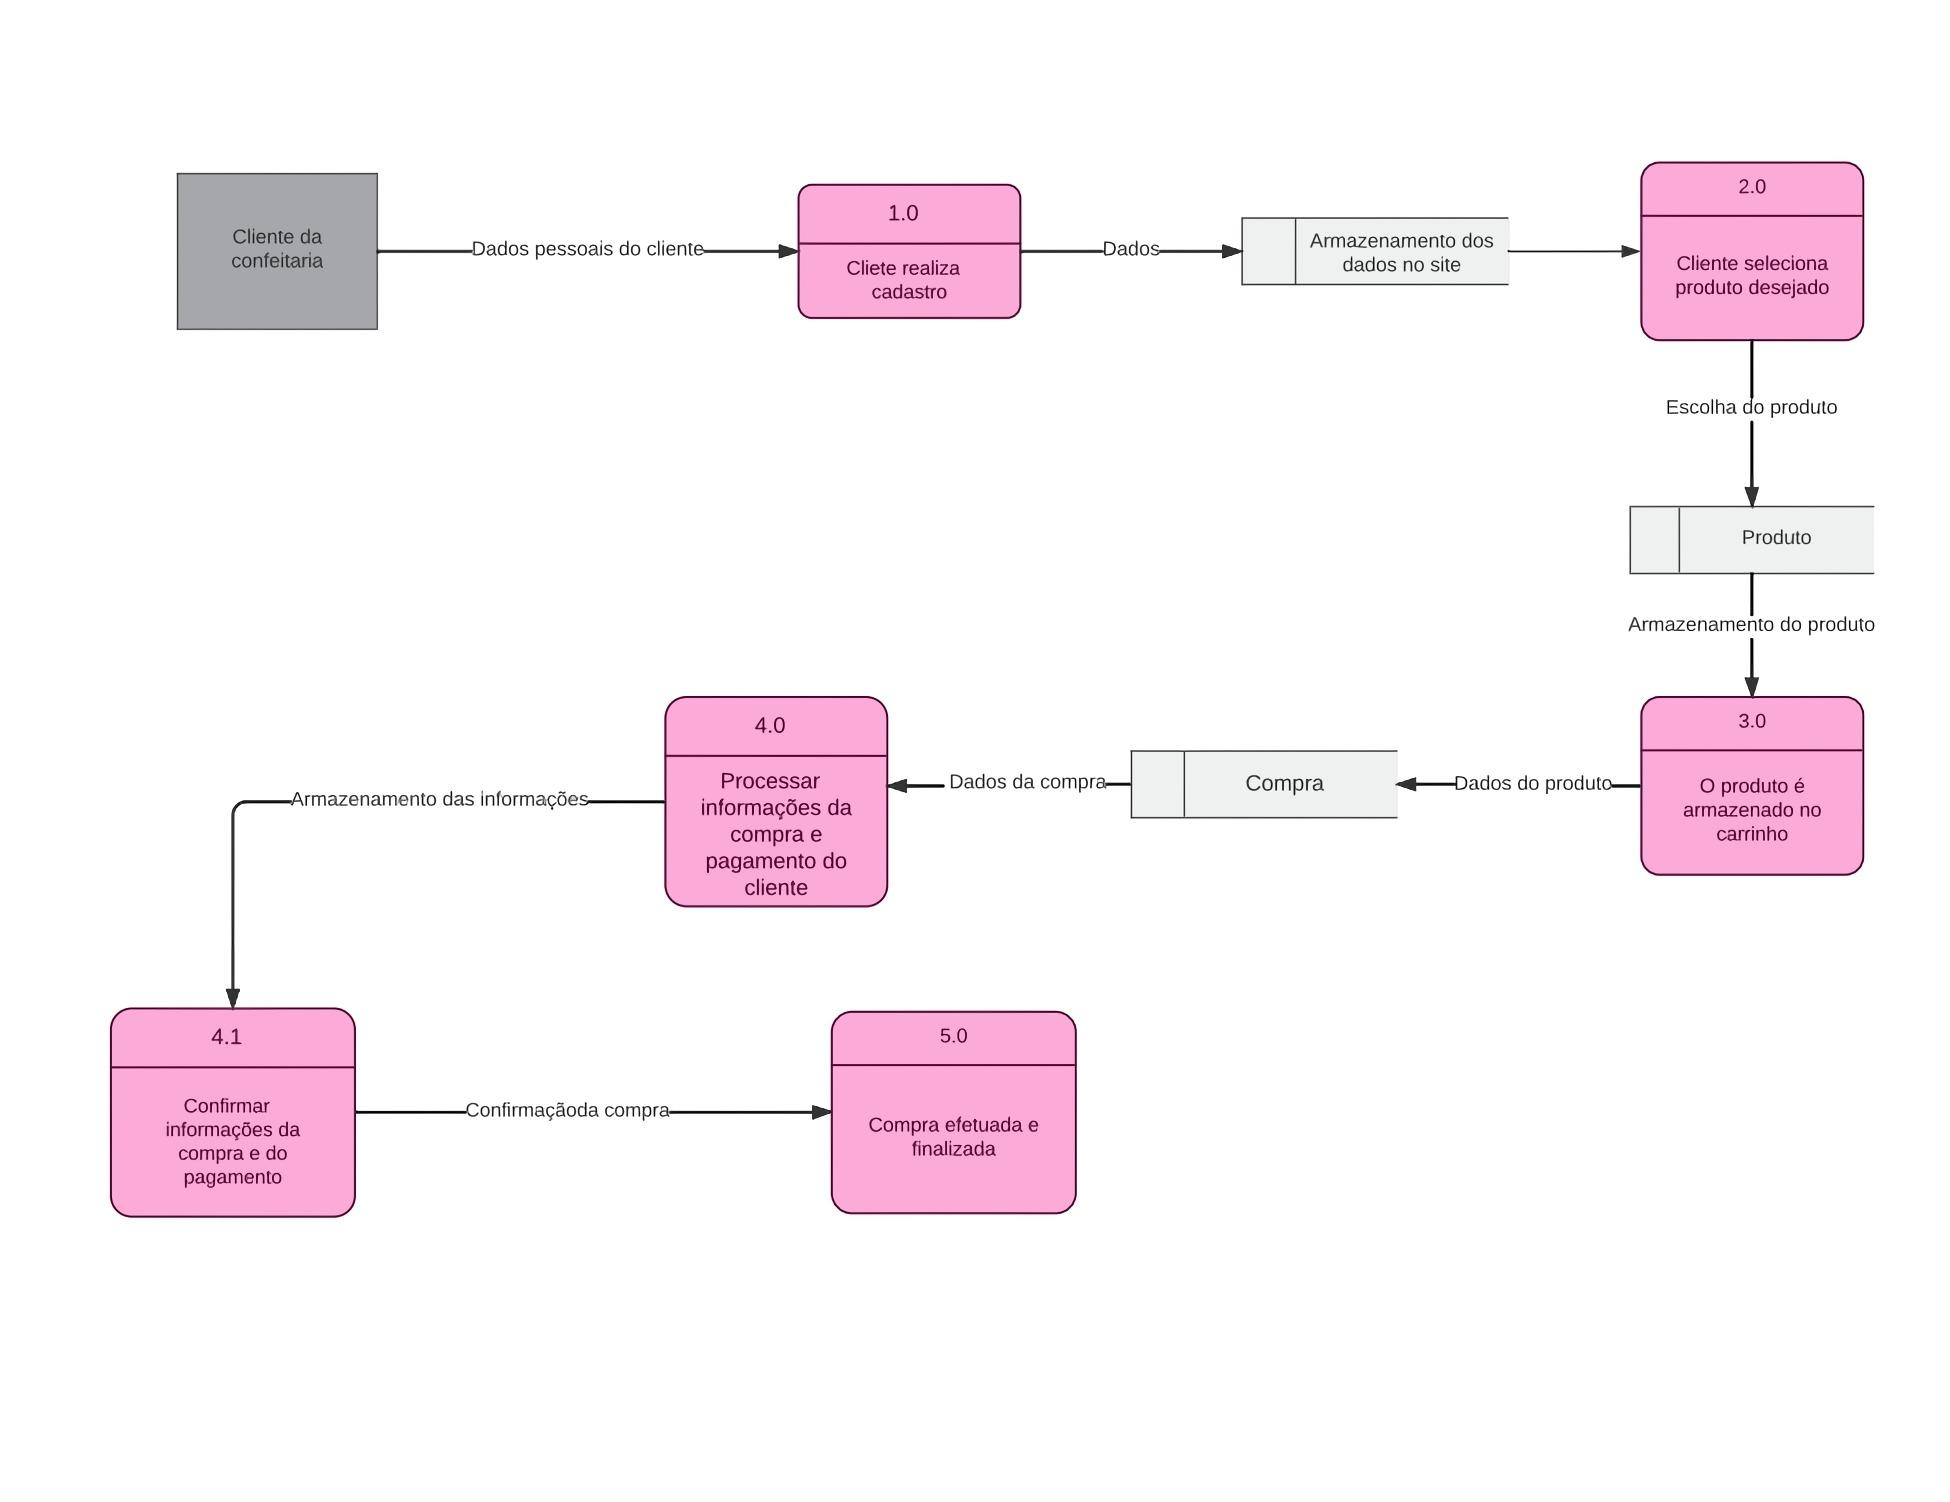 Cliente da
confeitaria
Dados pessoais do cliente
1.0
Cliete realiza
cadastro
Dados
Armazenamento dos
dados no site
2.0
Cliente seleciona
produto desejado
Escolha do produto
Produto
Armazenamento do produto
3.0
O produto é
armazenado no
carrinho
Dados do produto
Compra
Dados da compra
4.0
Processar
informações da
compra e
pagamento do
cliente
Armazenamento das informações
4.1
Confirmar
informações da
compra e do
pagamento
Confirmaçãoda compra
5.0
Compra efetuada e
finalizada